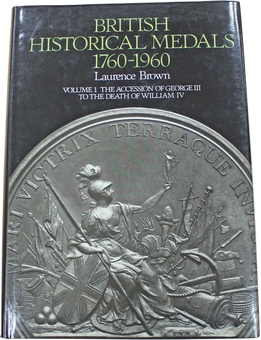 BRITISH
HISTORICAL MEDALS
1760-1960
Laurence Brown
VOLUME 1 THE ACCESSION OF GEORGE III
TO THE DEATH OF WILLIAM IV
VICTRIX TERRAQUE